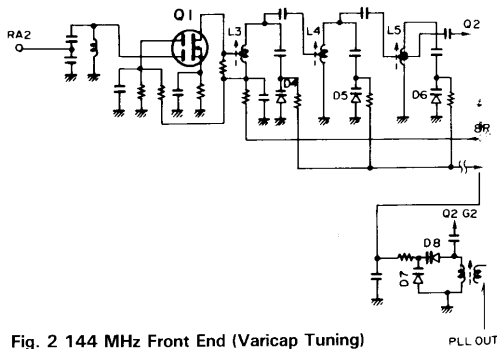 Q1
RA2
L3
L4
L5
Q2
D4
D5
D6
8R
Q2 G2
D8
D7
PLL OUT
Fig. 2 144 MHz Front End (Varicap Tuning)